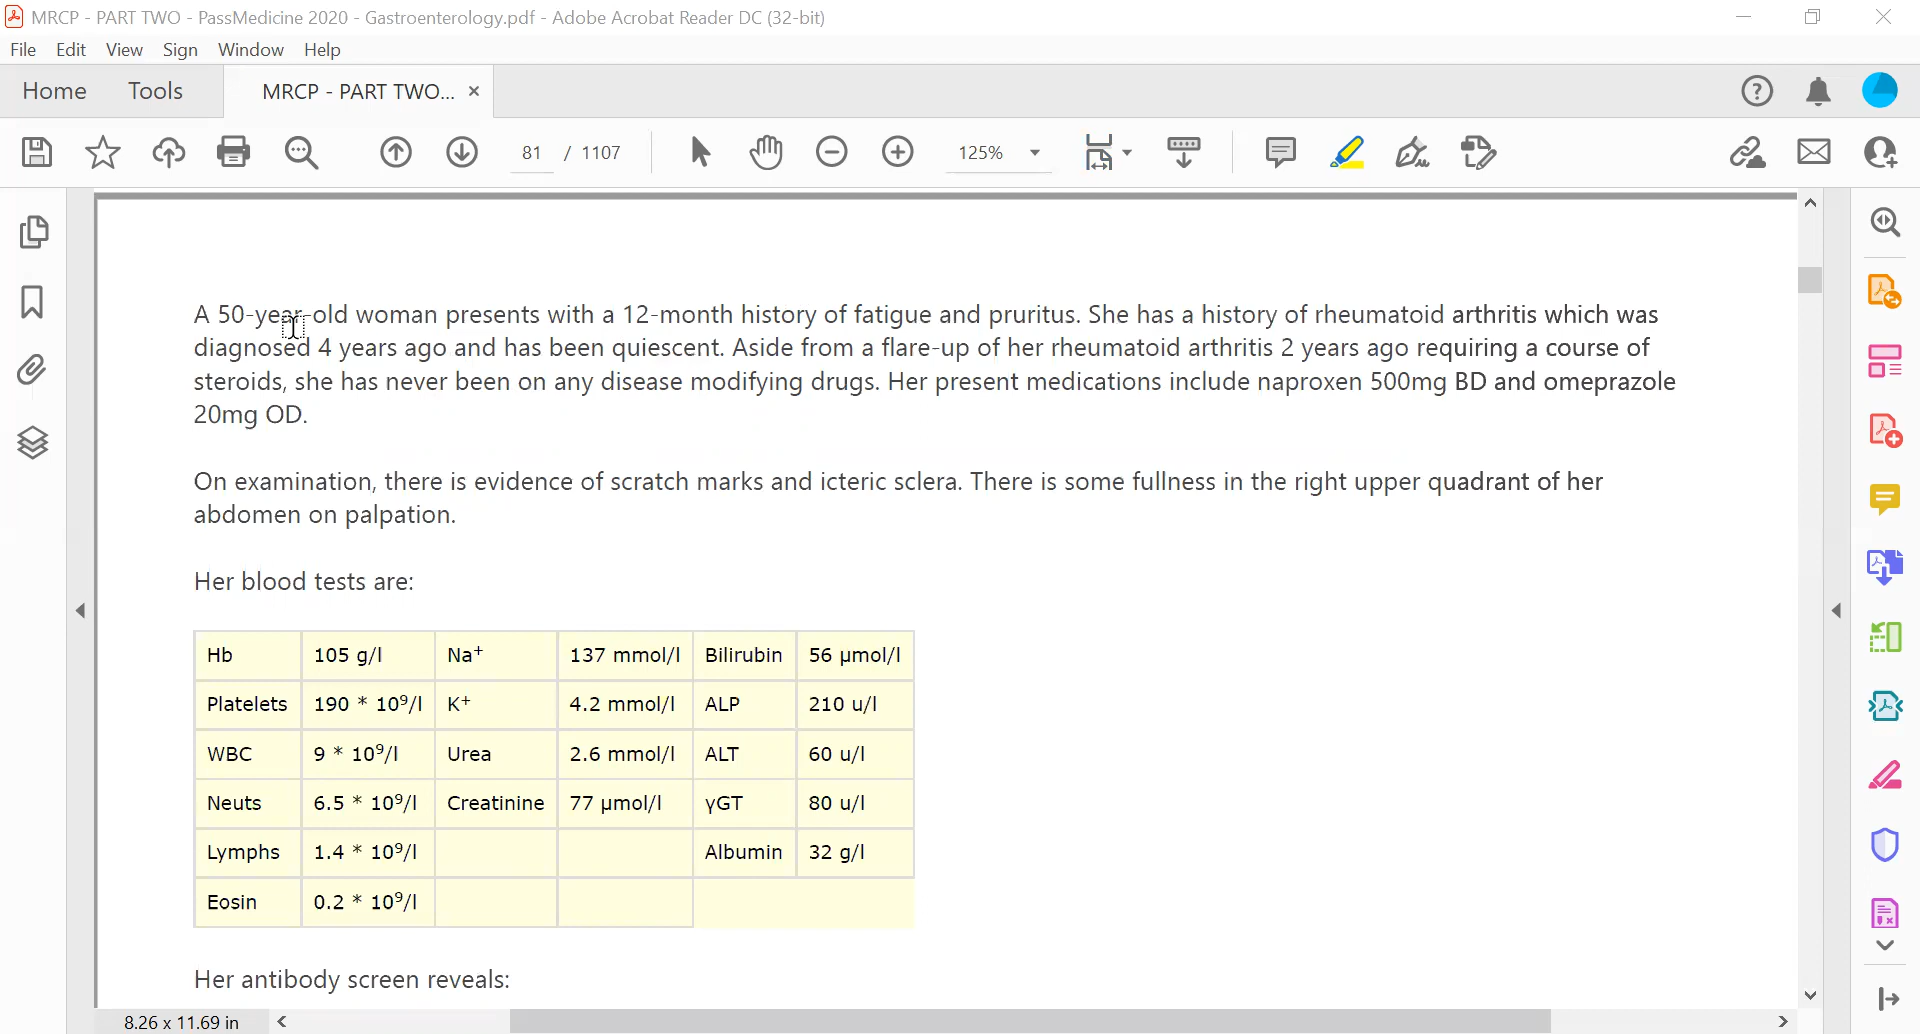 MRCP - PART TWO - PassMedicine 2020 - Gastroenterology.pdf - Adobe Acrobat Reader DC (32-bit)
File Edit View Sign Window Help
Home Tools MRCP - PART TWO... ×
81 / 1107 125%
A 50-year-old woman presents with a 12-month history of fatigue and pruritus. She has a history of rheumatoid arthritis which was
diagnosed 4 years ago and has been quiescent. Aside from a flare-up of her rheumatoid arthritis 2 years ago requiring a course of
steroids, she has never been on any disease modifying drugs. Her present medications include naproxen 500mg BD and omeprazole
20mg OD.
On examination, there is evidence of scratch marks and icteric sclera. There is some fullness in the right upper quadrant of her
abdomen on palpation.
Her blood tests are:
Hb 105 g/l Na⁺ 137 mmol/l Bilirubin 56 µmol/l
Platelets 190 * 10⁹/l K⁺ 4.2 mmol/l ALP 210 u/l
WBC 9 * 10⁹/l Urea 2.6 mmol/l ALT 60 u/l
Neuts 6.5 * 10⁹/l Creatinine 77 µmol/l γGT 80 u/l
Lymphs 1.4 * 10⁹/l Albumin 32 g/l
Eosin 0.2 * 10⁹/l
Her antibody screen reveals:
8.26 x 11.69 in